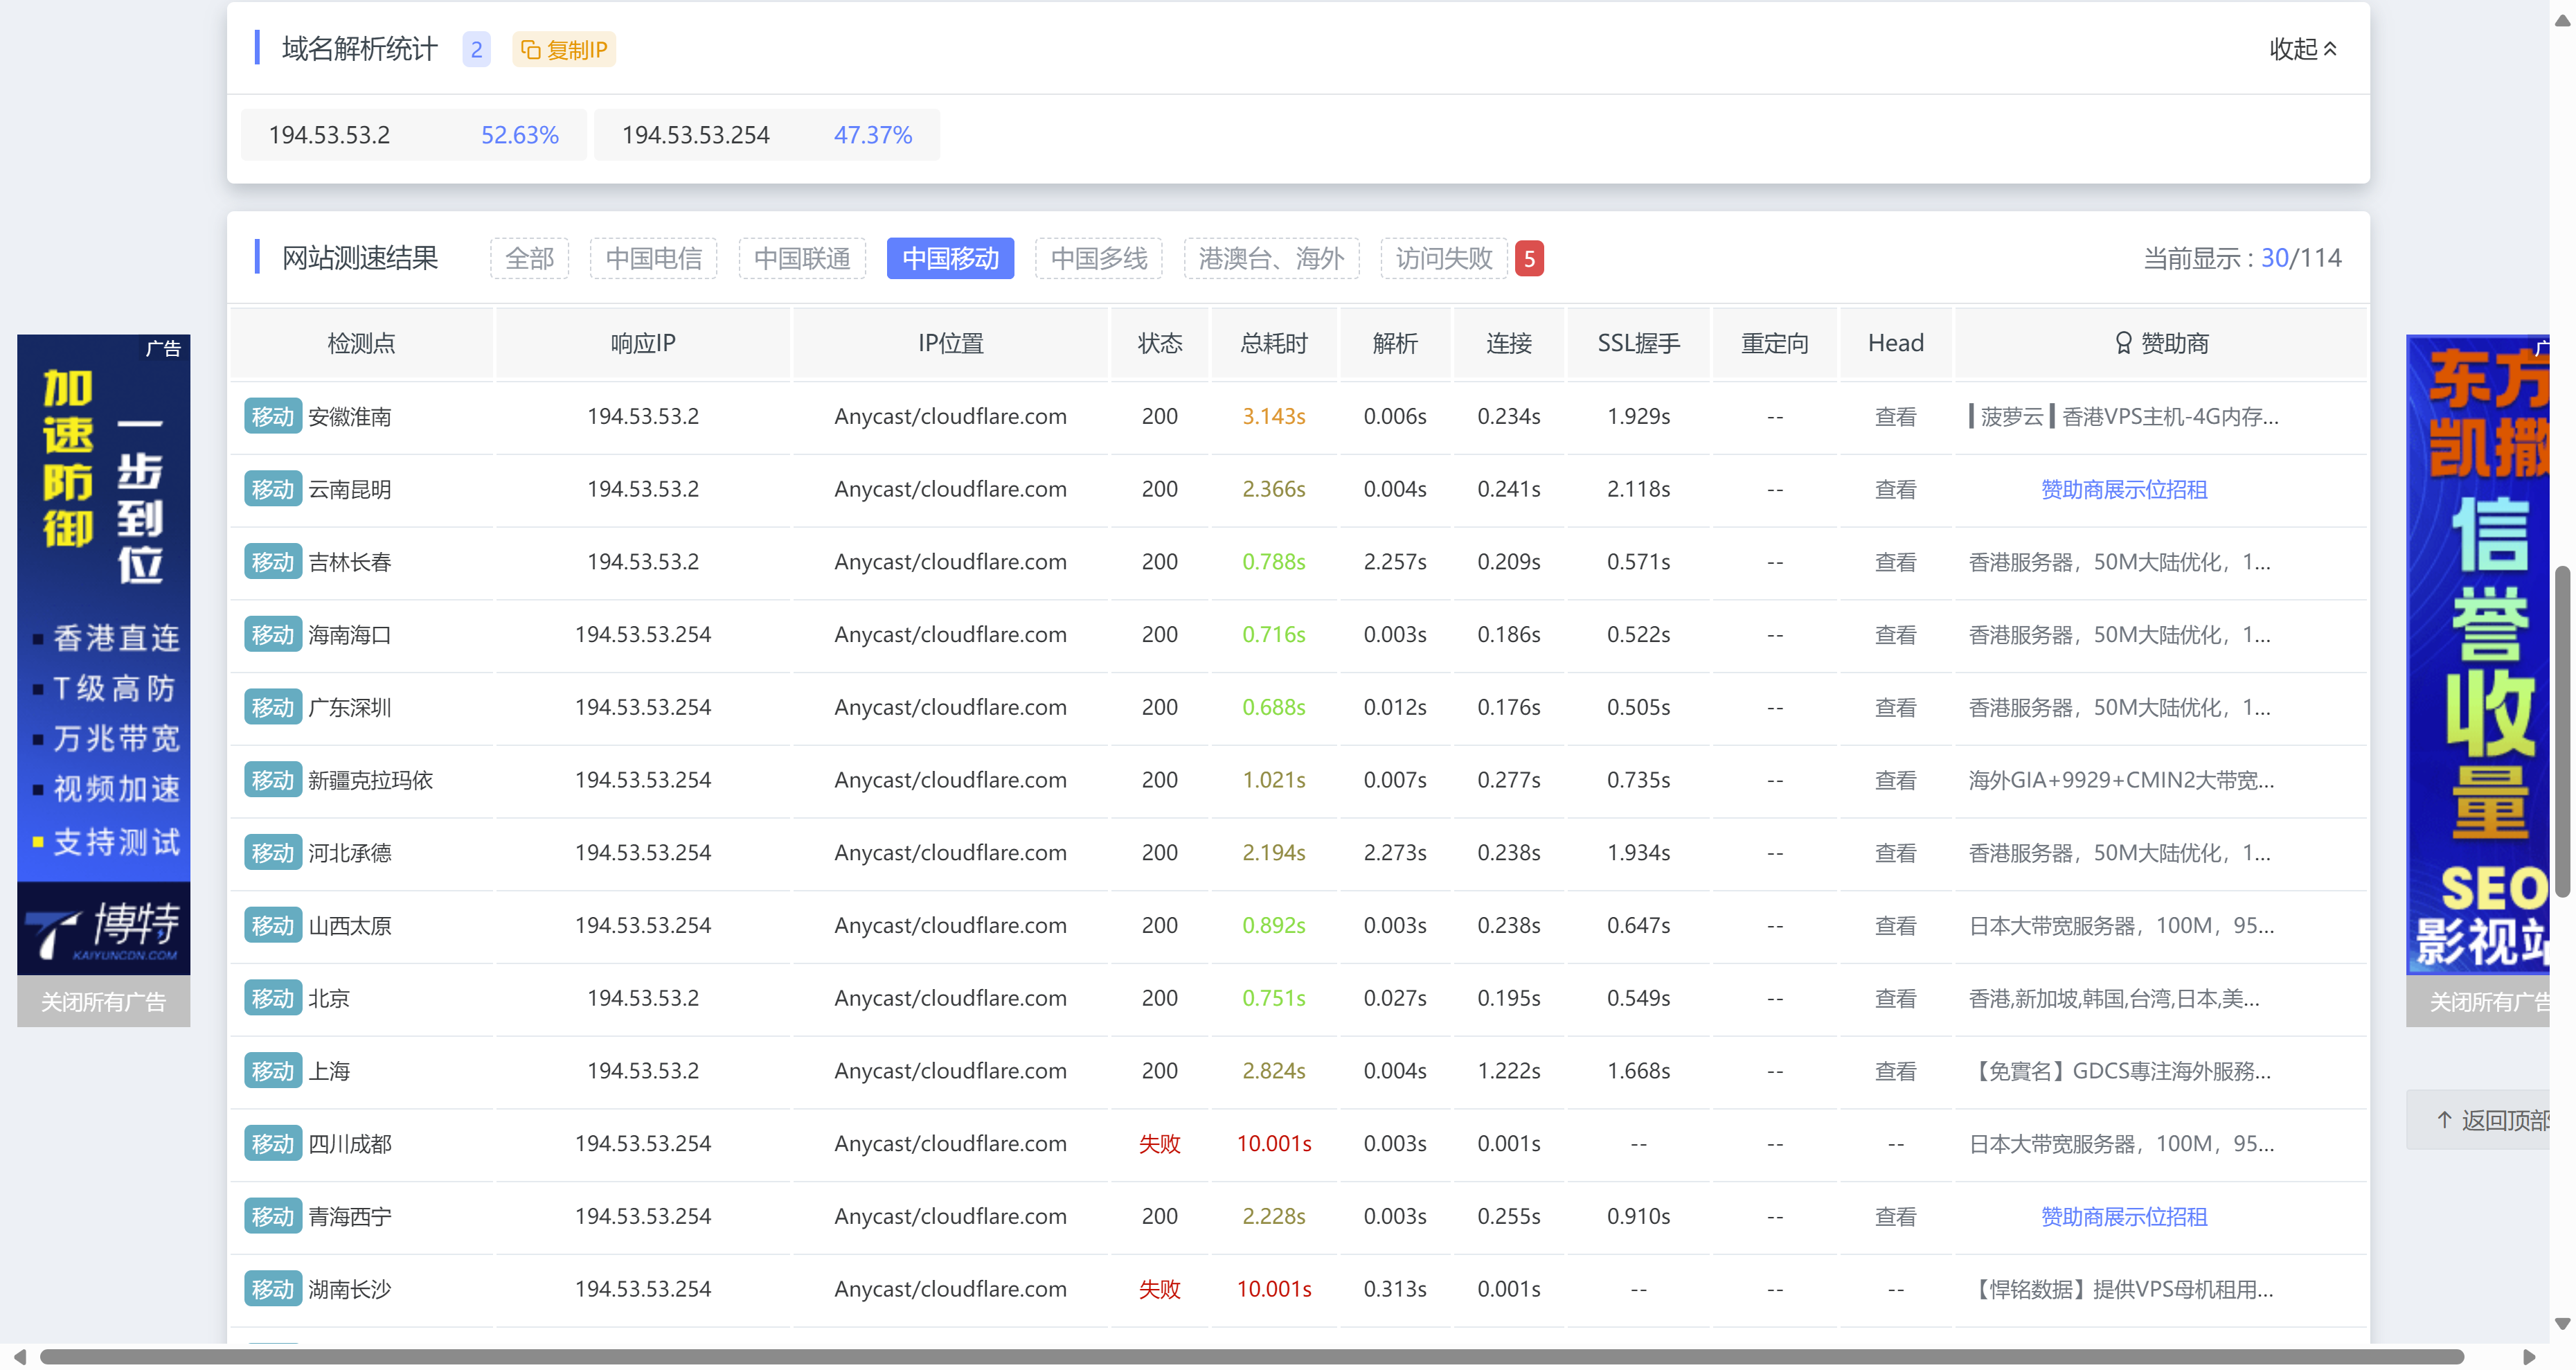 域名解析统计 2 复制IP 收起
194.53.53.2 52.63% 194.53.53.254 47.37%
网站测速结果 全部 中国电信 中国联通 中国移动 中国多线 港澳台、海外 访问失败 5 当前显示 : 30/114
检测点 响应IP IP位置 状态 总耗时 解析 连接 SSL握手 重定向 Head 赞助商
移动 安徽淮南 194.53.53.2 Anycast/cloudflare.com 200 3.143s 0.006s 0.234s 1.929s -- 查看 ┃菠萝云┃香港VPS主机-4G内存...
移动 云南昆明 194.53.53.2 Anycast/cloudflare.com 200 2.366s 0.004s 0.241s 2.118s -- 查看 赞助商展示位招租
移动 吉林长春 194.53.53.2 Anycast/cloudflare.com 200 0.788s 2.257s 0.209s 0.571s -- 查看 香港服务器，50M大陆优化，1...
移动 海南海口 194.53.53.254 Anycast/cloudflare.com 200 0.716s 0.003s 0.186s 0.522s -- 查看 香港服务器，50M大陆优化，1...
移动 广东深圳 194.53.53.254 Anycast/cloudflare.com 200 0.688s 0.012s 0.176s 0.505s -- 查看 香港服务器，50M大陆优化，1...
移动 新疆克拉玛依 194.53.53.254 Anycast/cloudflare.com 200 1.021s 0.007s 0.277s 0.735s -- 查看 海外GIA+9929+CMIN2大带宽...
移动 河北承德 194.53.53.254 Anycast/cloudflare.com 200 2.194s 2.273s 0.238s 1.934s -- 查看 香港服务器，50M大陆优化，1...
移动 山西太原 194.53.53.254 Anycast/cloudflare.com 200 0.892s 0.003s 0.238s 0.647s -- 查看 日本大带宽服务器，100M，95...
移动 北京 194.53.53.2 Anycast/cloudflare.com 200 0.751s 0.027s 0.195s 0.549s -- 查看 香港,新加坡,韩国,台湾,日本,美...
移动 上海 194.53.53.2 Anycast/cloudflare.com 200 2.824s 0.004s 1.222s 1.668s -- 查看 【免實名】GDCS專注海外服務...
移动 四川成都 194.53.53.254 Anycast/cloudflare.com 失败 10.001s 0.003s 0.001s -- -- -- 日本大带宽服务器，100M，95...
移动 青海西宁 194.53.53.254 Anycast/cloudflare.com 200 2.228s 0.003s 0.255s 0.910s -- 查看 赞助商展示位招租
移动 湖南长沙 194.53.53.254 Anycast/cloudflare.com 失败 10.001s 0.313s 0.001s -- -- -- 【悍铭数据】提供VPS母机租用...
广告
加速防御
一步到位
香港直连
T级高防
万兆带宽
视频加速
支持测试
博特
KAIYUNCDN.COM
关闭所有广告
东方
凯撒
信
誉
收
量
SEO
影视站
关闭所有广告
返回顶部